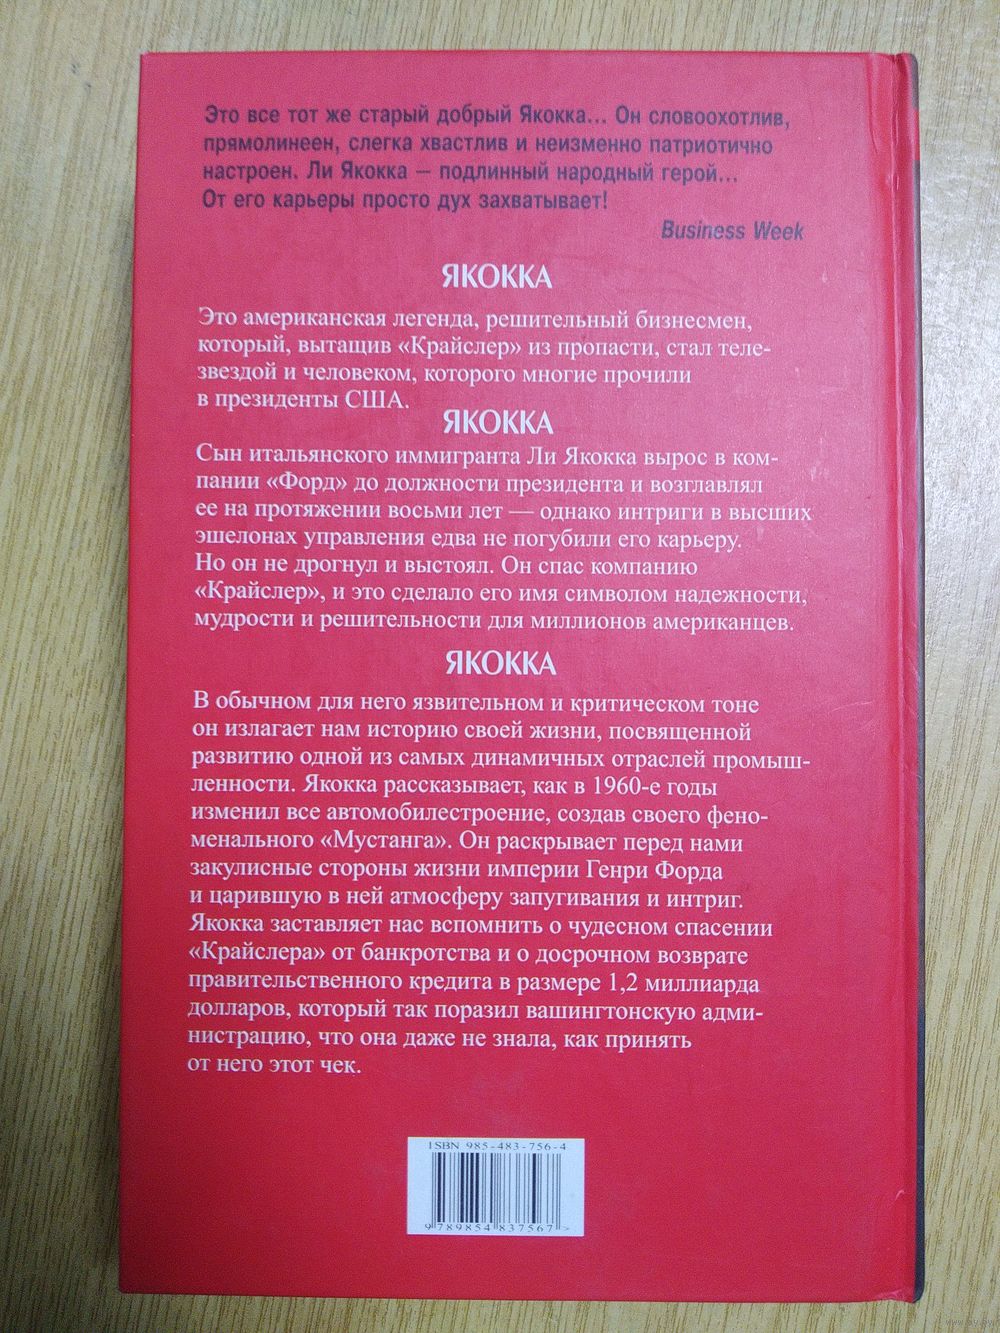 Это все тот же старый добрый Якокка... Он словоохотлив,
прямолинеен, слегка хвастлив и неизменно патриотично
настроен. Ли Якокка – подлинный народный герой...
От его карьеры просто дух захватывает!
Business Week
ЯКОККА
Это американская легенда, решительный бизнесмен,
который, вытащив «Крайслер» из пропасти, стал теле-
звездой и человеком, которого многие прочили
в президенты США.
ЯКОККА
Сын итальянского иммигранта Ли Якокка вырос в ком-
пании «Форд» до должности президента и возглавлял
ее на протяжении восьми лет — однако интриги в высших
эшелонах управления едва не погубили его карьеру.
Но он не дрогнул и выстоял. Он спас компанию
«Крайслер», и это сделало его имя символом надежности,
мудрости и решительности для миллионов американцев.
ЯКОККА
В обычном для него язвительном и критическом тоне
он излагает нам историю своей жизни, посвященной
развитию одной из самых динамичных отраслей промыш-
ленности. Якокка рассказывает, как в 1960-е годы
изменил все автомобилестроение, создав своего фено-
менального «Мустанга». Он раскрывает перед нами
закулисные стороны жизни империи Генри Форда
и царившую в ней атмосферу запугивания и интриг.
Якокка заставляет нас вспомнить о чудесном спасении
«Крайслера» от банкротства и о досрочном возврате
правительственного кредита в размере 1,2 миллиарда
долларов, который так поразил вашингтонскую адми-
нистрацию, что она даже не знала, как принять
от него этот чек.
ISBN 985-483-756-4
9 789854 837567 >